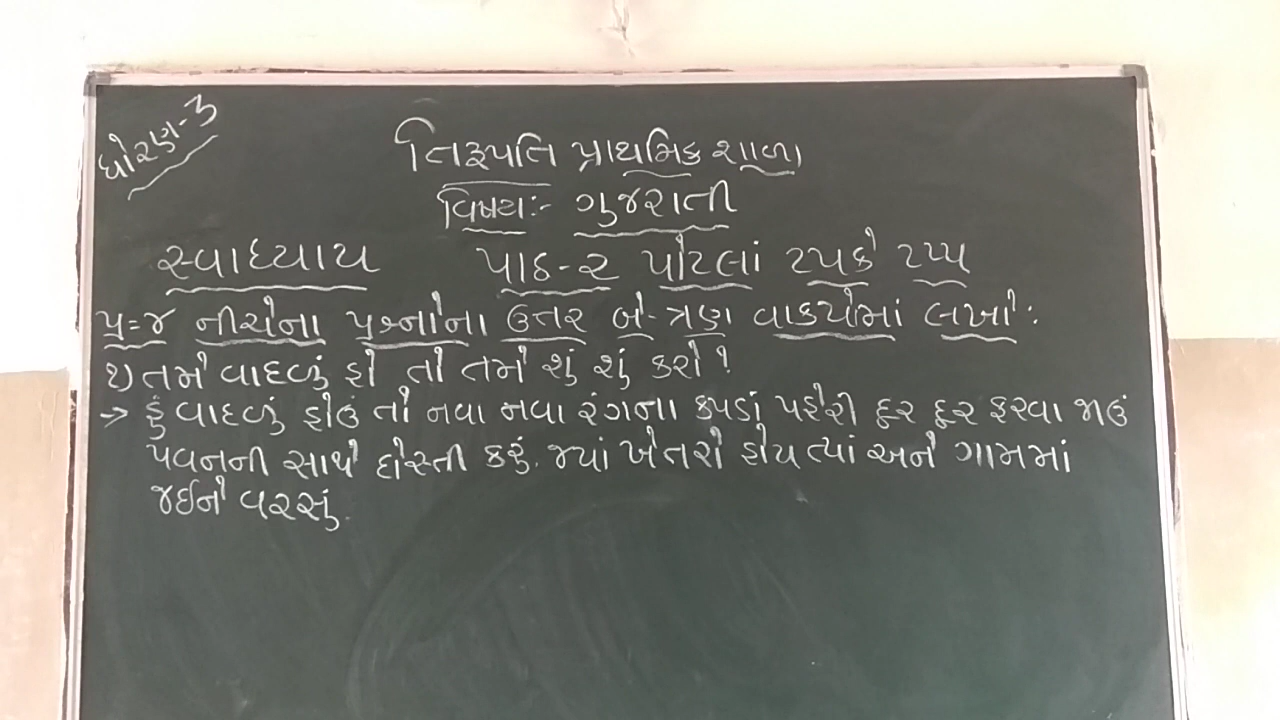 ધોરણ-૩
તિરૂપતિ પ્રાથમિક શાળા
વિષય:- ગુજરાતી
સ્વાધ્યાય પાઠ-૨ પોટલાં ટપકે ટપ્પ
પ્ર=૪ નીચેના પ્રશ્નોના ઉત્તર બે-ત્રણ વાક્યોમાં લખો:
૧) તમે વાદળું હો તો તમે શું શું કરો?
→ હું વાદળું હોઉં તો નવા નવા રંગના કપડાં પહેરી દૂર દૂર ફરવા જાઉં
પવનની સાથે દોસ્તી કરું. જ્યાં ખેતરો હોય ત્યાં અને ગામમાં
જઈને વરસું.